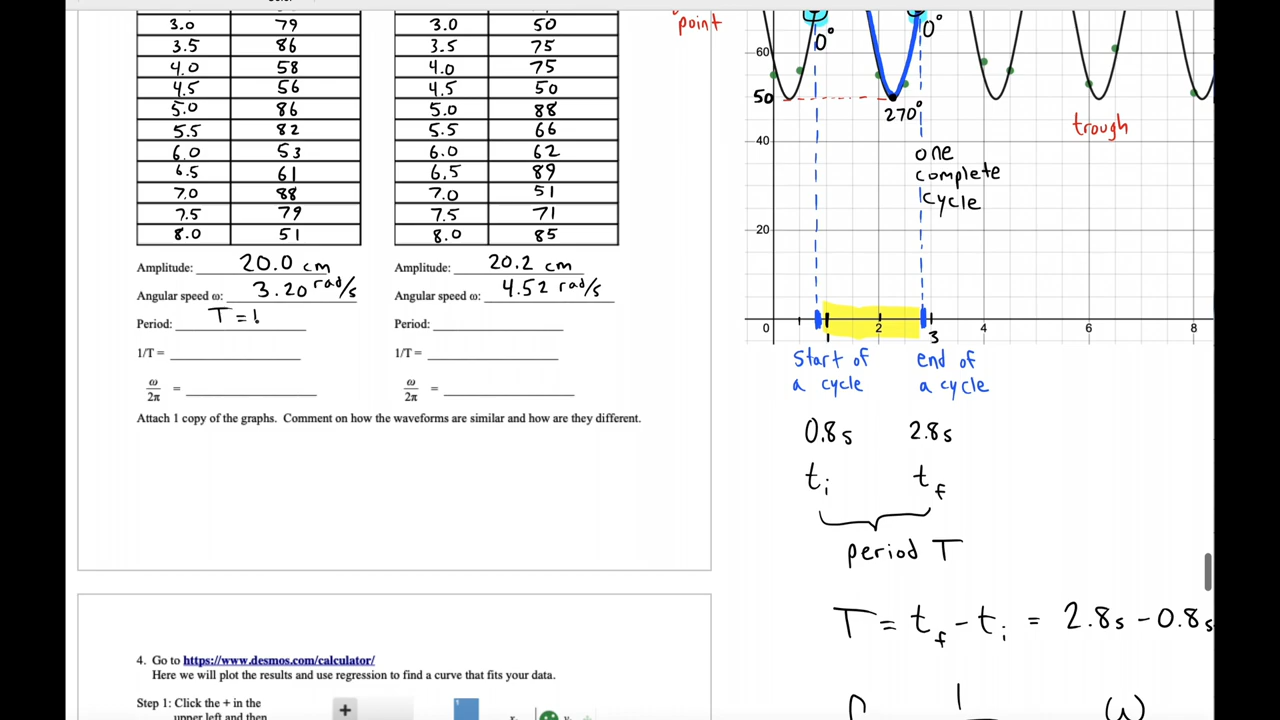 3.0 79
3.5 86
4.0 58
4.5 56
5.0 86
5.5 82
6.0 53
6.5 61
7.0 88
7.5 79
8.0 51
Amplitude: 20.0 cm
Angular speed ω: 3.20 rad/s
Period: T = 1
1/T =
ω/2π =
3.0 50
3.5 75
4.0 75
4.5 50
5.0 88
5.5 66
6.0 62
6.5 89
7.0 51
7.5 71
8.0 85
Amplitude: 20.2 cm
Angular speed ω: 4.52 rad/s
Period:
1/T =
ω/2π =
Attach 1 copy of the graphs. Comment on how the waveforms are similar and how are they different.
4. Go to https://www.desmos.com/calculator/
Here we will plot the results and use regression to find a curve that fits your data.
Step 1: Click the + in the
upper left and then
+
point
0° 0°
60
50
270°
trough
40
one
complete
cycle
20
0 1 2 3 4 6 8
start of
a cycle
end of
a cycle
0.8s 2.8s
ti tf
period T
T = tf - ti = 2.8s - 0.8s
1
ω